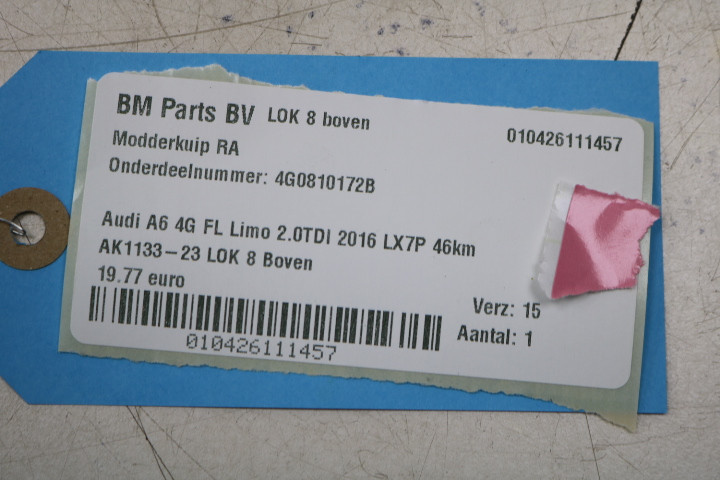 BM Parts BV LOK 8 boven
010426111457
Modderkuip RA
Onderdeelnummer: 4G0810172B
Audi A6 4G FL Limo 2.0TDI 2016 LX7P 46km
AK1133-23 LOK 8 Boven
19.77 euro
Verz: 15
Aantal: 1
010426111457